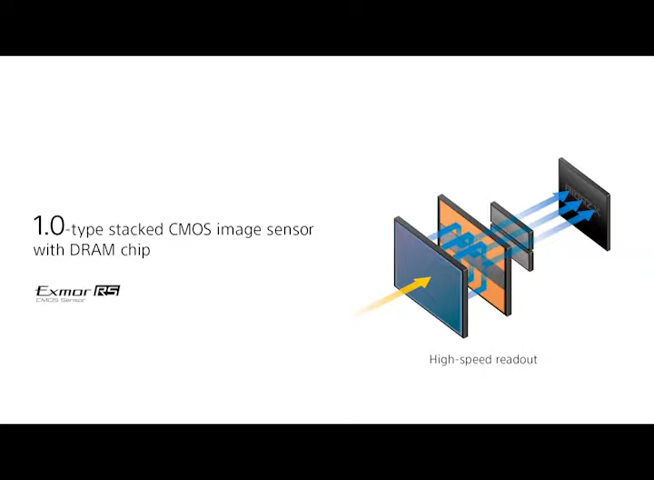 1.0-type stacked CMOS image sensor
with DRAM chip
Exmor RS
CMOS Sensor
High-speed readout